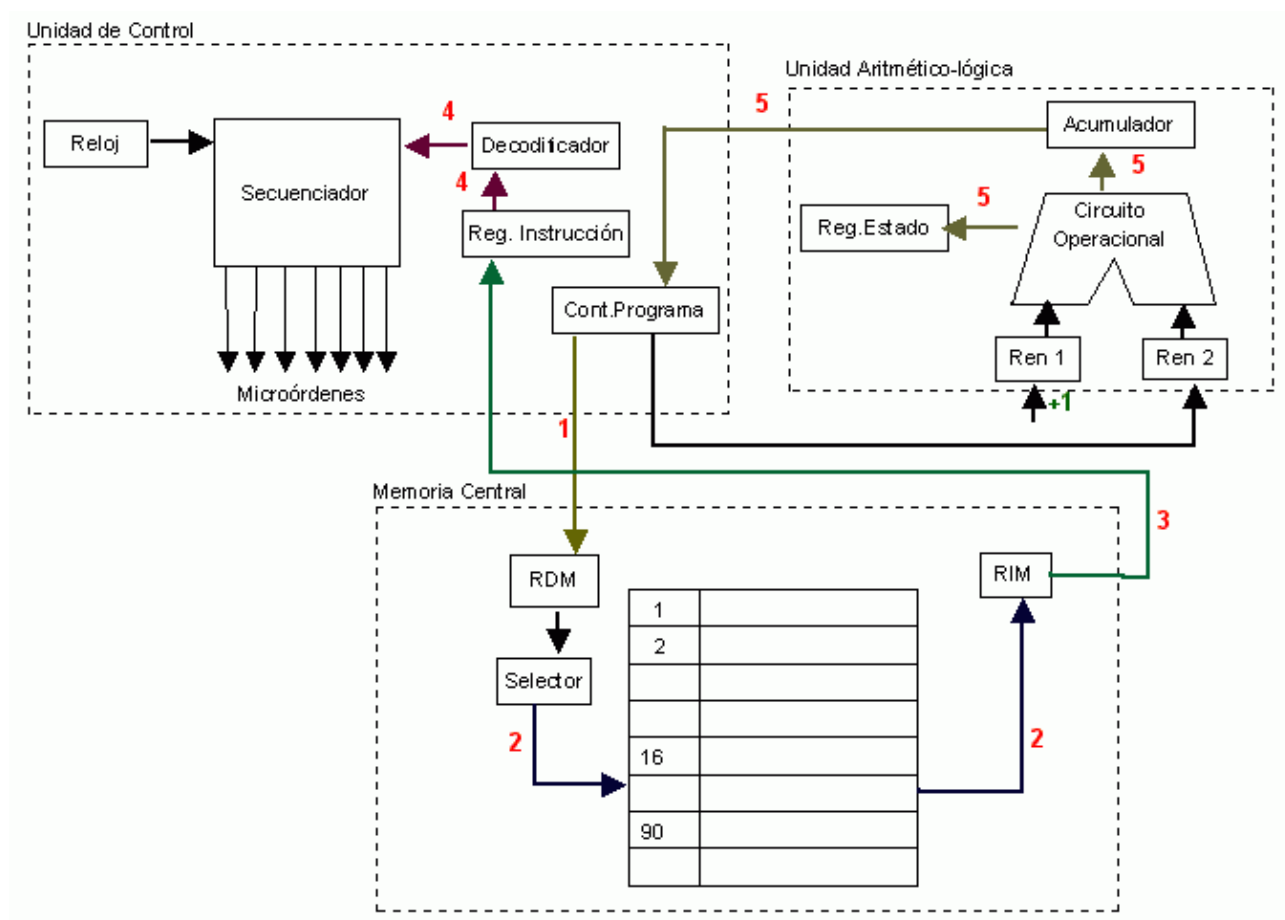 Unidad de Control
Unidad Aritmético-lógica
5
4
Reloj
Decodificador
Acumulador
Secuenciador
4
5
Reg. Instrucción
Reg.Estado
5
Circuito
Operacional
Cont.Programa
Ren 1
Ren 2
Microórdenes
+1
1
Memoria Central
3
RDM
RIM
1
2
Selector
2
2
16
90